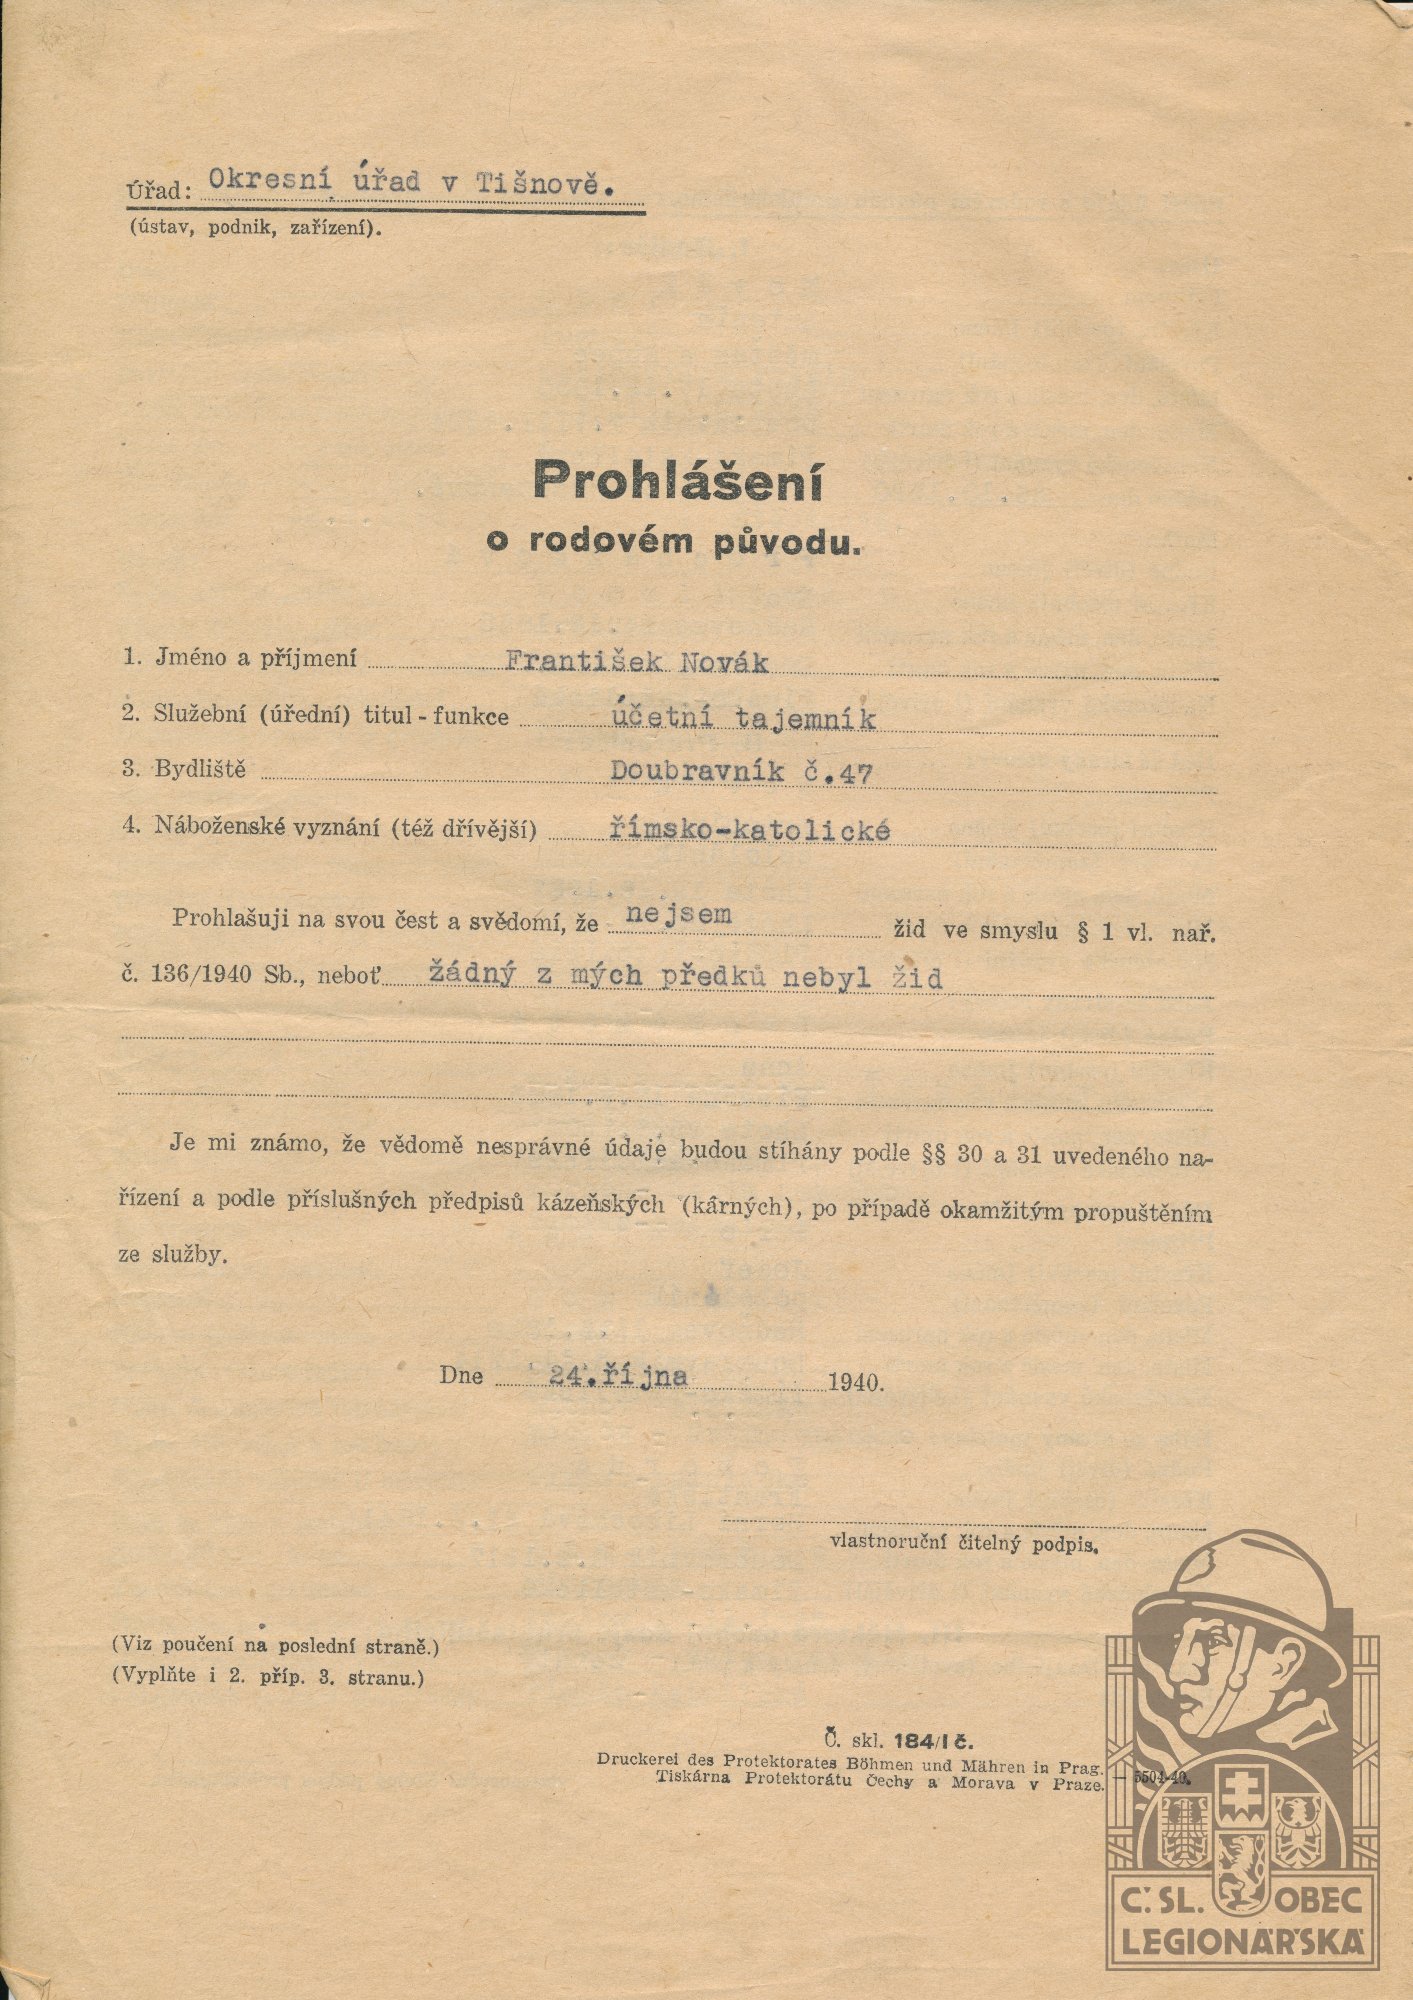 Úřad: Okresní úřad v Tišnově.
(ústav, podnik, zařízení).
Prohlášení
o rodovém původu.
1. Jméno a příjmení František Novák
2. Služební (úřední) titul - funkce účetní tajemník
3. Bydliště Doubravník č.47
4. Náboženské vyznání (též dřívější) římsko-katolické
Prohlašuji na svou čest a svědomí, že nejsem žid ve smyslu § 1 vl. nař.
č. 136/1940 Sb., neboť žádný z mých předků nebyl žid
Je mi známo, že vědomě nesprávné údaje budou stíhány podle §§ 30 a 31 uvedeného na-
řízení a podle příslušných předpisů kázeňských (kárných), po případě okamžitým propuštěním
ze služby.
Dne 24.října 1940.
vlastnoruční čitelný podpis.
(Viz poučení na poslední straně.)
(Vyplňte i 2. příp. 3. stranu.)
Č. skl. 184/I č.
Druckerei des Protektorates Böhmen und Mähren in Prag.
Tiskárna Protektorátu Čechy a Morava v Praze. — 5504-40.
Č. SL. OBEC
LEGIONÁŘSKÁ